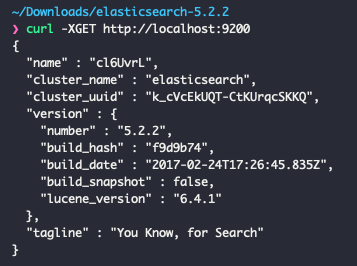 ~/Downloads/elasticsearch-5.2.2
❯ curl -XGET http://localhost:9200
{
  "name" : "cl6UvrL",
  "cluster_name" : "elasticsearch",
  "cluster_uuid" : "k_cVcEkUQT-CtKUrqcSKKQ",
  "version" : {
    "number" : "5.2.2",
    "build_hash" : "f9d9b74",
    "build_date" : "2017-02-24T17:26:45.835Z",
    "build_snapshot" : false,
    "lucene_version" : "6.4.1"
  },
  "tagline" : "You Know, for Search"
}